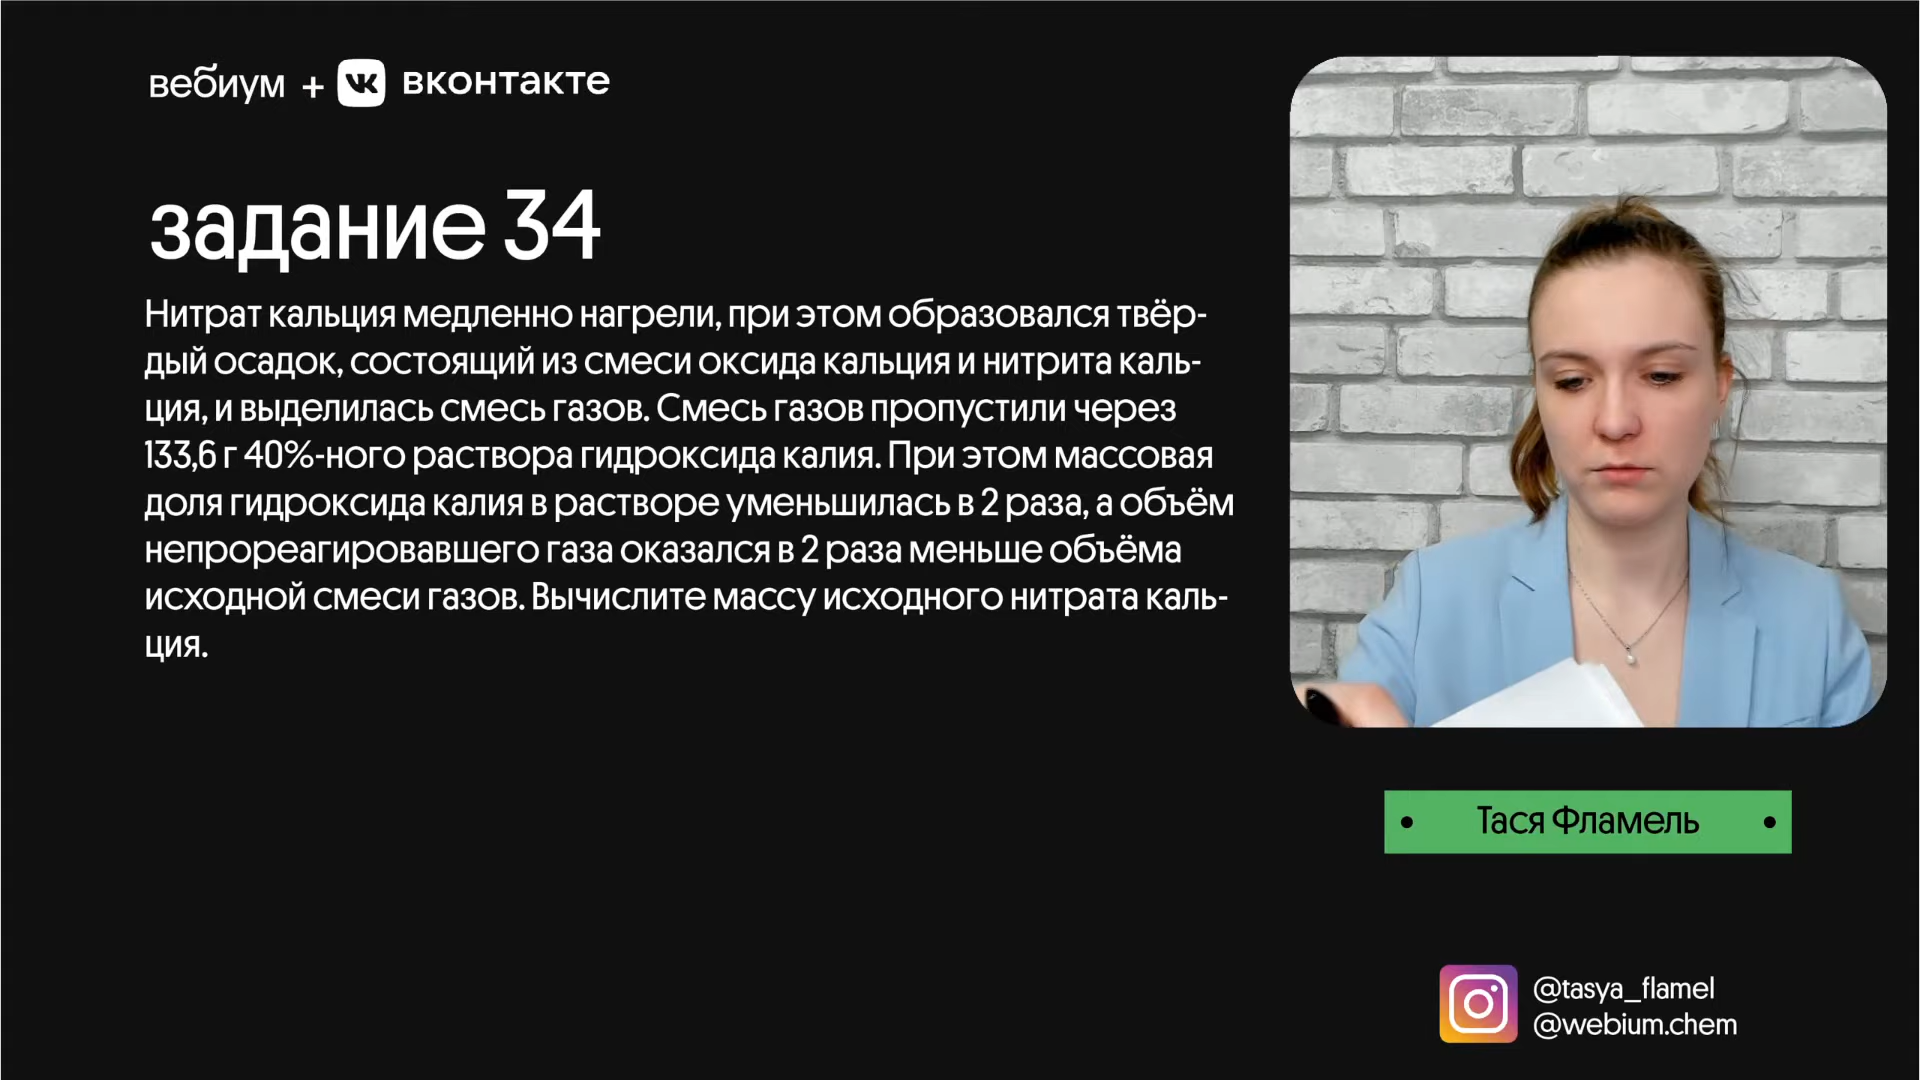 вебиум + вконтакте
задание 34
Нитрат кальция медленно нагрели, при этом образовался твёр-
дый осадок, состоящий из смеси оксида кальция и нитрита каль-
ция, и выделилась смесь газов. Смесь газов пропустили через
133,6 г 40%-ного раствора гидроксида калия. При этом массовая
доля гидроксида калия в растворе уменьшилась в 2 раза, а объём
непрореагировавшего газа оказался в 2 раза меньше объёма
исходной смеси газов. Вычислите массу исходного нитрата каль-
ция.
• Тася Фламель •
@tasya_flamel
@webium.chem